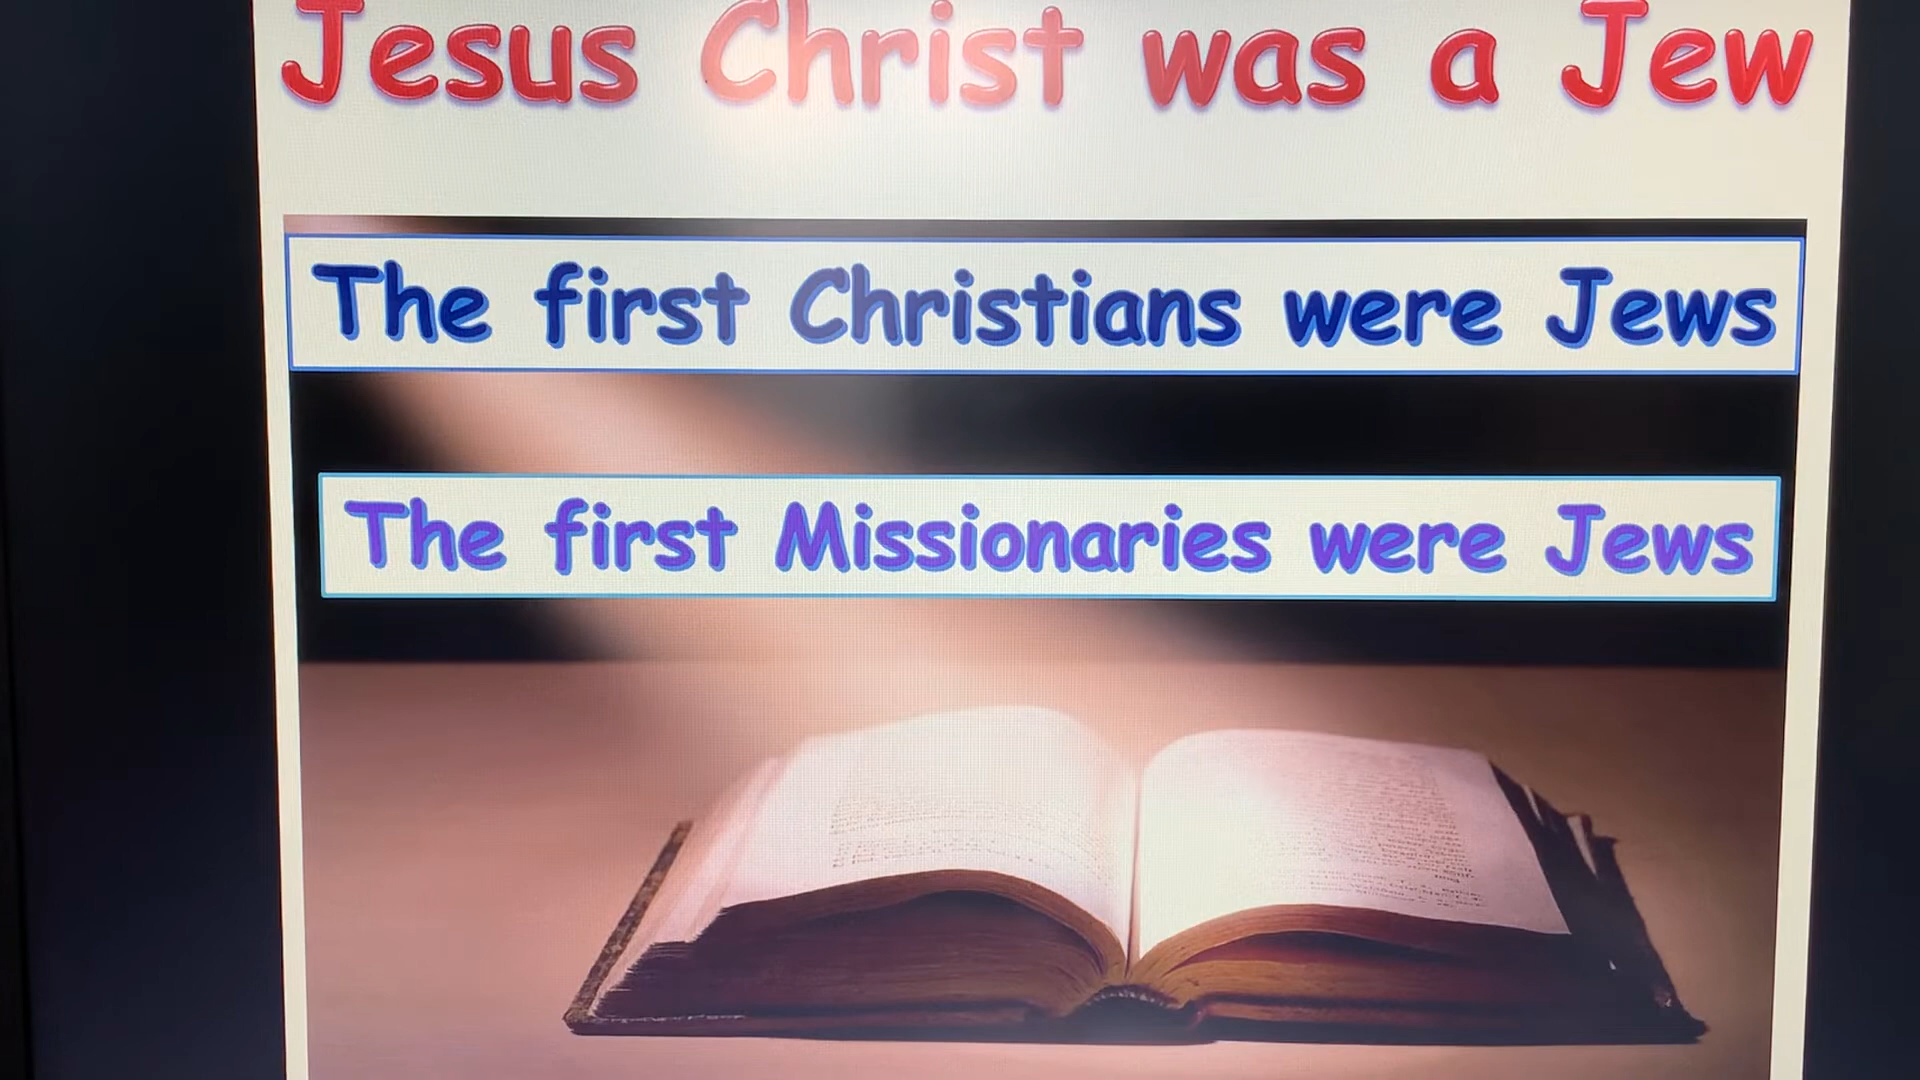 Jesus Christ was a Jew
The first Christians were Jews
The first Missionaries were Jews